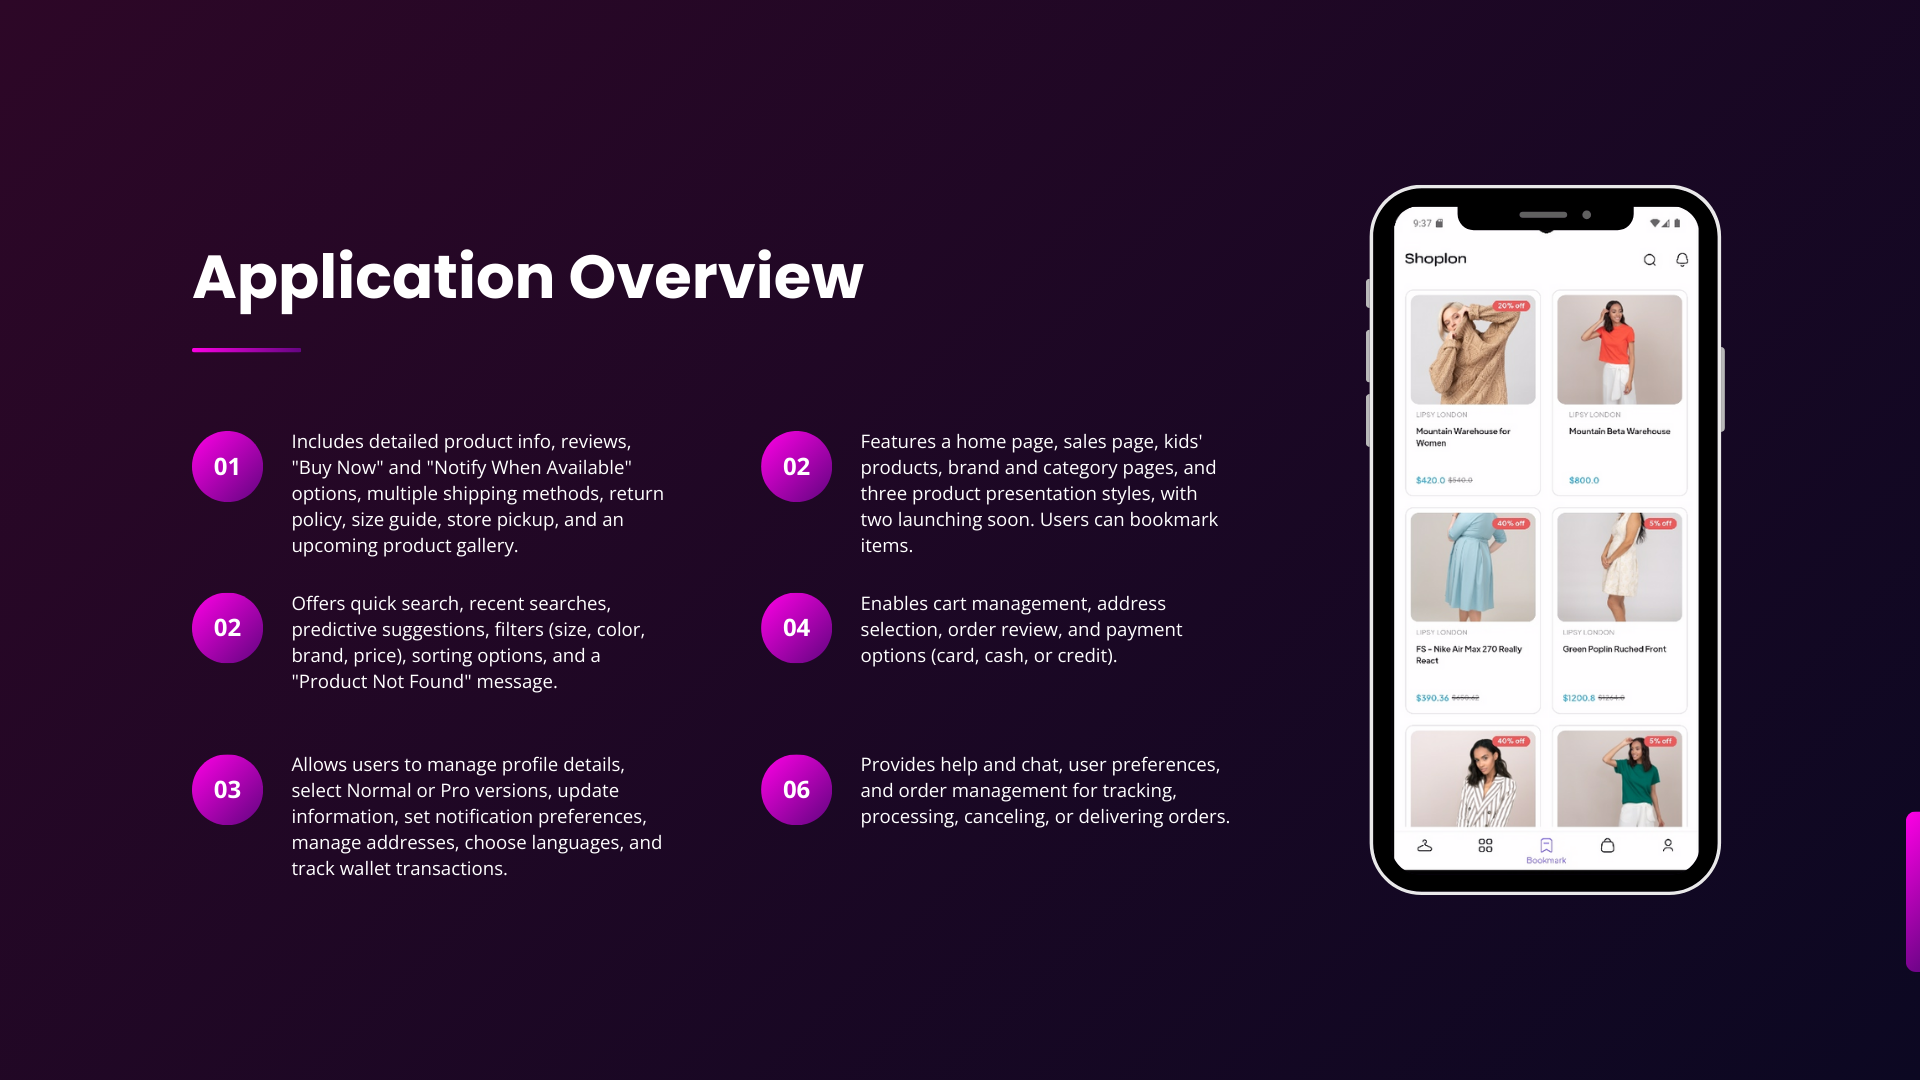 Application Overview
01
Includes detailed product info, reviews,
"Buy Now" and "Notify When Available"
options, multiple shipping methods, return
policy, size guide, store pickup, and an
upcoming product gallery.
02
Features a home page, sales page, kids'
products, brand and category pages, and
three product presentation styles, with
two launching soon. Users can bookmark
items.
02
Offers quick search, recent searches,
predictive suggestions, filters (size, color,
brand, price), sorting options, and a
"Product Not Found" message.
04
Enables cart management, address
selection, order review, and payment
options (card, cash, or credit).
03
Allows users to manage profile details,
select Normal or Pro versions, update
information, set notification preferences,
manage addresses, choose languages, and
track wallet transactions.
06
Provides help and chat, user preferences,
and order management for tracking,
processing, canceling, or delivering orders.
9:37
Shoplon
20% off
LIPSY LONDON
Mountain Warehouse for
Women
$420.0 $540.0
LIPSY LONDON
Mountain Beta Warehouse
$800.0
40% off
LIPSY LONDON
FS - Nike Air Max 270 Really
React
$390.36 $650.62
5% off
LIPSY LONDON
Green Poplin Ruched Front
$1200.8 $1264.0
40% off
5% off
Bookmark